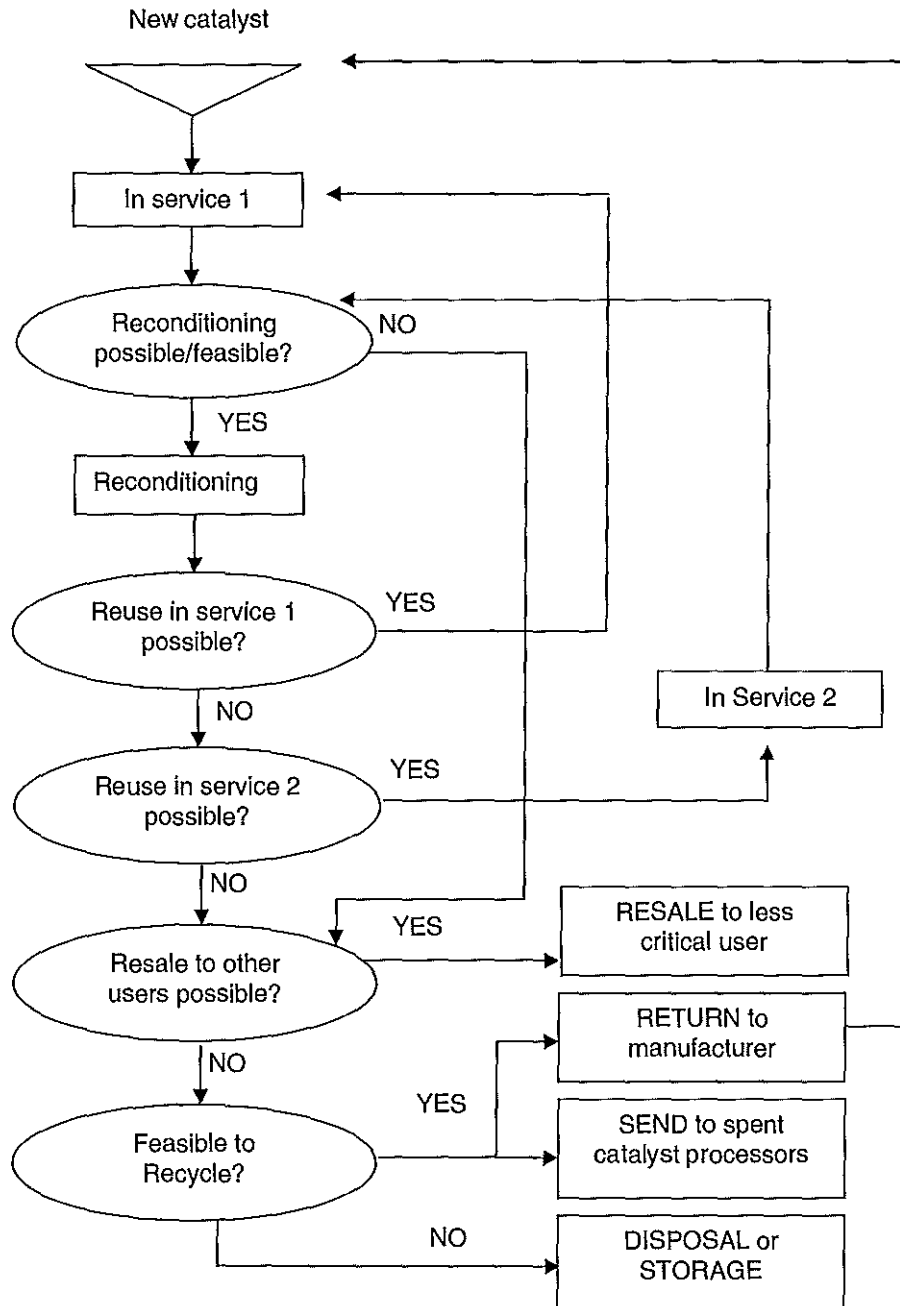 New catalyst
In service 1
Reconditioning
possible/feasible?
NO
YES
Reconditioning
Reuse in service 1
possible?
YES
NO
In Service 2
Reuse in service 2
possible?
YES
NO
Resale to other
users possible?
YES
RESALE to less
critical user
NO
RETURN to
manufacturer
YES
Feasible to
Recycle?
SEND to spent
catalyst processors
NO
DISPOSAL or
STORAGE